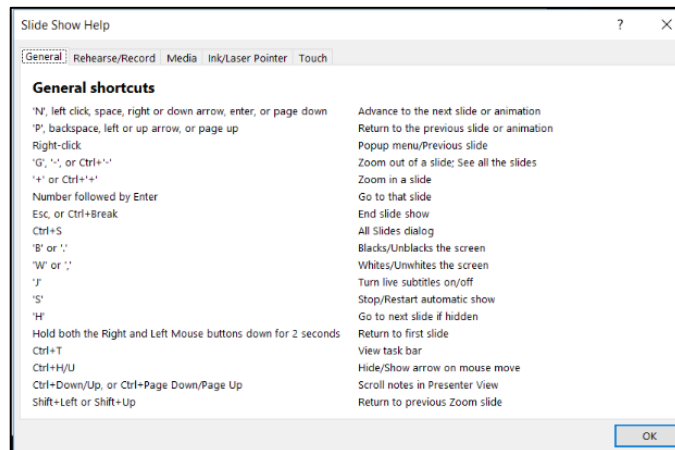 Slide Show Help ? ×
General Rehearse/Record Media Ink/Laser Pointer Touch
General shortcuts
'N', left click, space, right or down arrow, enter, or page down Advance to the next slide or animation
'P', backspace, left or up arrow, or page up Return to the previous slide or animation
Right-click Popup menu/Previous slide
'G', '-', or Ctrl+'-' Zoom out of a slide; See all the slides
'+' or Ctrl+'+' Zoom in a slide
Number followed by Enter Go to that slide
Esc, or Ctrl+Break End slide show
Ctrl+S All Slides dialog
'B' or '.' Blacks/Unblacks the screen
'W' or ',' Whites/Unwhites the screen
'J' Turn live subtitles on/off
'S' Stop/Restart automatic show
'H' Go to next slide if hidden
Hold both the Right and Left Mouse buttons down for 2 seconds Return to first slide
Ctrl+T View task bar
Ctrl+H/U Hide/Show arrow on mouse move
Ctrl+Down/Up, or Ctrl+Page Down/Page Up Scroll notes in Presenter View
Shift+Left or Shift+Up Return to previous Zoom slide
OK